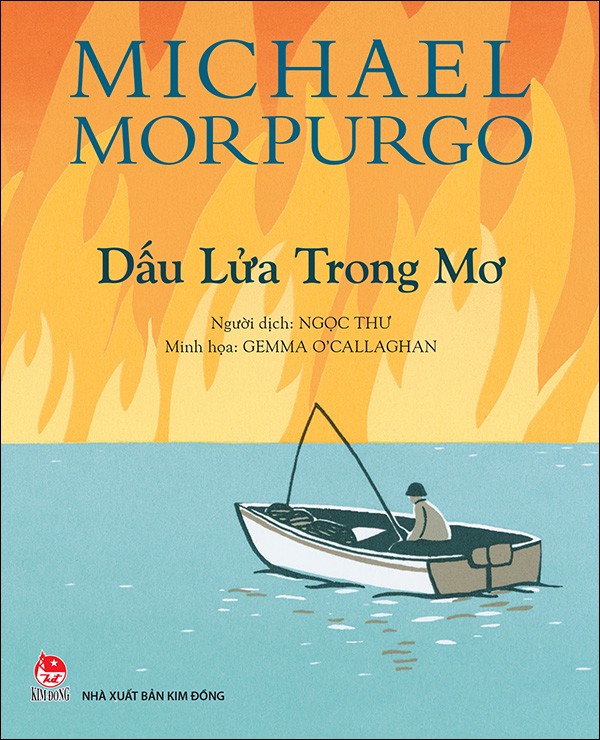 MICHAEL
MORPURGO
Dấu Lửa Trong Mơ
Người dịch: NGỌC THƯ
Minh họa: GEMMA O'CALLAGHAN
KIM ĐỒNG
NHÀ XUẤT BẢN KIM ĐỒNG